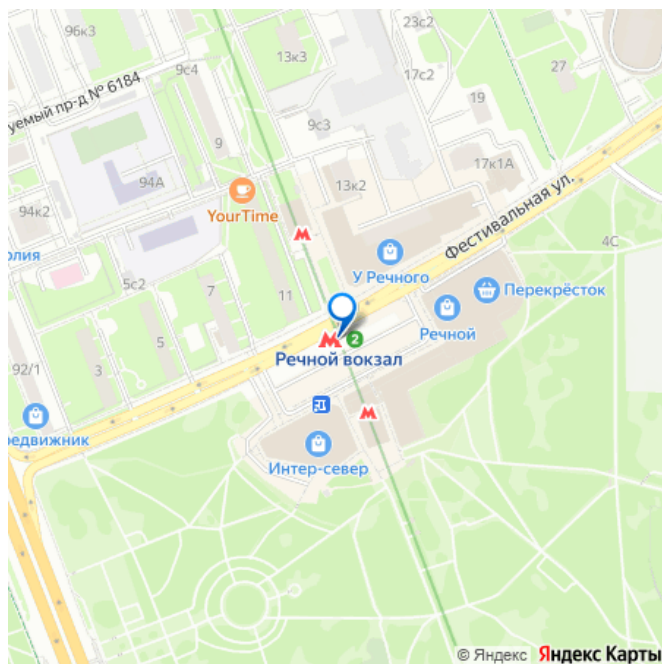 96к3
23с2
13к3
9с4
17с2
27
уемый пр-д № 6184
19
9с3
9
17к1А
94А
13к2
94к2
YourTime
Фестивальная ул.
4С
олия
У Речного
5с2
7
11
Перекрёсток
Речной
5
2
Речной вокзал
92/1
3
едвижник
Интер-север
© Яндекс
Яндекс Карты